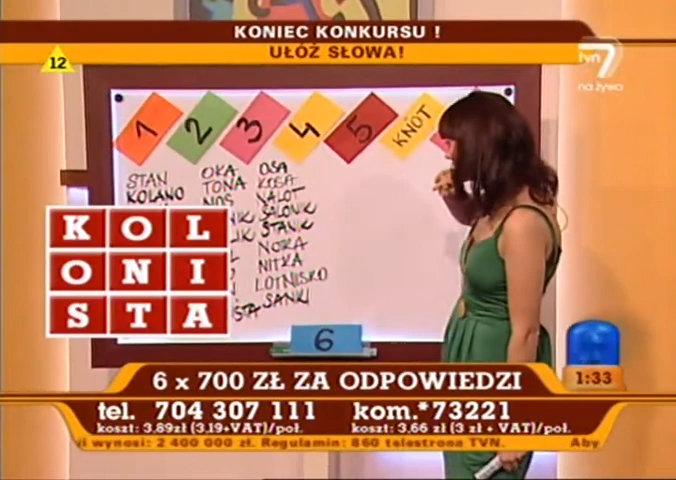 KONIEC KONKURSU !
UŁÓŻ SŁOWA!
12
tvn 7
na żywo
1 2 3 4 5 KNOT
STAN
KOLANO
OKA
TONA
NOS
OSA
KOSA
NALOT
SALONIK
STANIK
NORA
NITKA
LOTNISKO
SANKI
K O L
O N I
S T A
6
1:33
6 x 700 ZŁ ZA ODPOWIEDZI
tel. 704 307 111 kom.*73221
koszt: 3.89zł (3,19+VAT)/poł. koszt: 3.66 zł (3 zł + VAT)/poł.
wynosi: 2 400 000 zł. Regulamin: 860 telestrona TVN. Aby